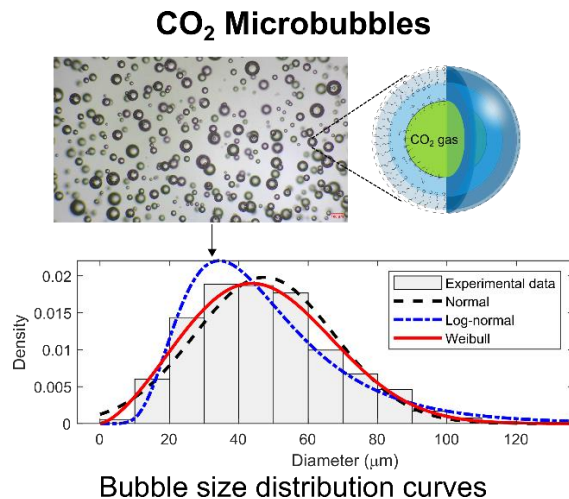 CO₂ Microbubbles
CO₂ gas
Density
0.02
0.015
0.01
0.005
0
Experimental data
Normal
Log-normal
Weibull
0 20 40 60 80 100 120
Diameter (μm)
Bubble size distribution curves